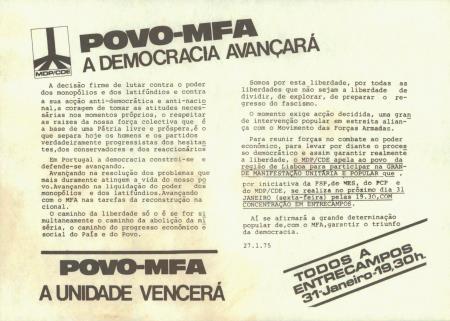 MDP/CDE
POVO-MFA
A DEMOCRACIA AVANÇARÁ
A decisão firme de lutar contra o poder
dos monopólios e dos latifúndios e contra
a sua acção anti-democrática e anti-nacio
nal,a coragem de tomar as atitudes neces-
sárias nos momentos próprios, o respeitar
as raízes da nossa força colectiva que é
a base de uma Pátria livre e próspera,é o
que separa hoje os homens e os partidos
verdadeiramente progressistas dos hesitan
tes,dos conservadores e dos reaccionários
Em Portugal a democracia constroi-se e
defende-se avançando.
Avançando na resolução dos problemas que
mais duramente atingem a vida do nosso po
vo.Avançando na liquidação do poder dos
monopólios e dos latifúndios.Avançando
com o MFA nas tarefas da reconstrução na
cional.
O caminho da liberdade só o é se for si
multaneamente o caminho da abolição da mi
séria, o caminho do progresso económico e
social do País e do Povo.
POVO-MFA
A UNIDADE VENCERÁ
Somos por esta liberdade, por todas as
liberdades que não sejam a liberdade de
dividir, de explorar, de preparar o re-
gresso do fascismo.
O momento exige acção decidida, uma gran
de intervenção popular em estreita alian-
ça com o Movimento das Forças Armadas.
Para reunir forças no combate ao poder
económico, para levar por diante o proces
so democrático e assim garantir realmente
a liberdade, o MDP/CDE apela ao povo da
região de Lisboa para participar na GRAN-
DE MANIFESTAÇÃO UNITÁRIA E POPULAR que ,
por iniciativa da FSP,do MES, do PCP e
do MDP/CDE, se realiza no próximo dia 31
JANEIRO (sexta-feira) pelas 19.30,COM
CONCENTRAÇÃO EM ENTRECAMPOS.
Aí se afirmará a grande determinação
popular de,com o MFA,garantir o triunfo
da democracia.
27.1.75
TODOS A
ENTRECAMPOS
31-Janeiro-19,30h.